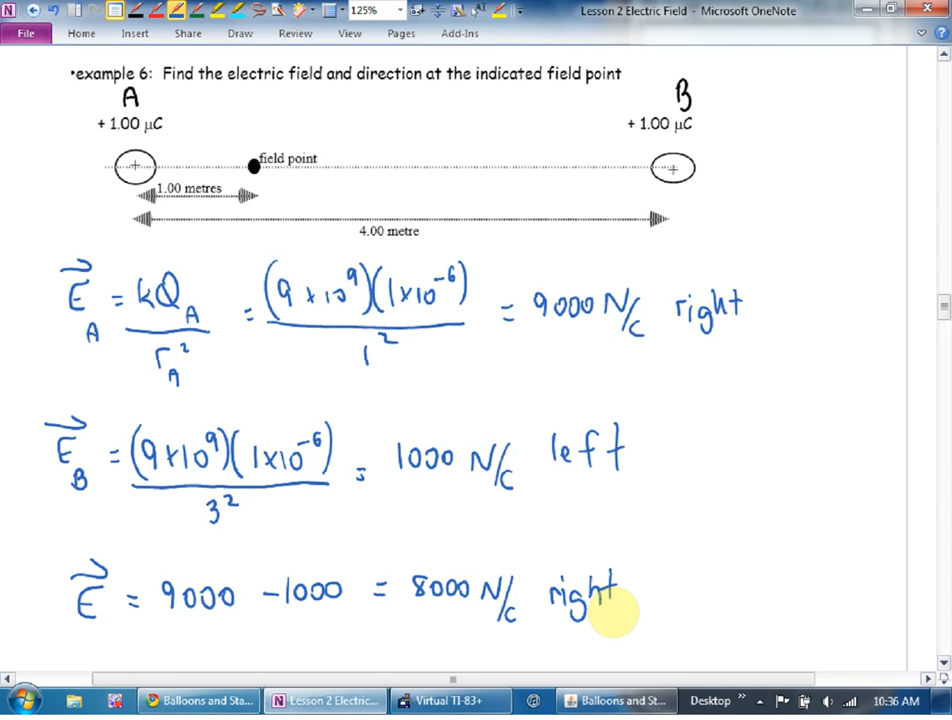 125% Lesson 2 Electric Field - Microsoft OneNote
File Home Insert Share Draw Review View Pages Add-Ins
•example 6: Find the electric field and direction at the indicated field point
A B
+ 1.00 μC + 1.00 μC
+ field point +
1.00 metres
4.00 metre
E⃗_A = kQ_A / r_A² = (9 × 10⁹)(1×10⁻⁶) / 1² = 9000 N/C right
E⃗_B = (9×10⁹)(1×10⁻⁶) / 3² = 1000 N/C left
E⃗ = 9000 - 1000 = 8000 N/C right
Balloons and Sta... Lesson 2 Electric... Virtual TI-83+ Balloons and St... Desktop » 10:36 AM